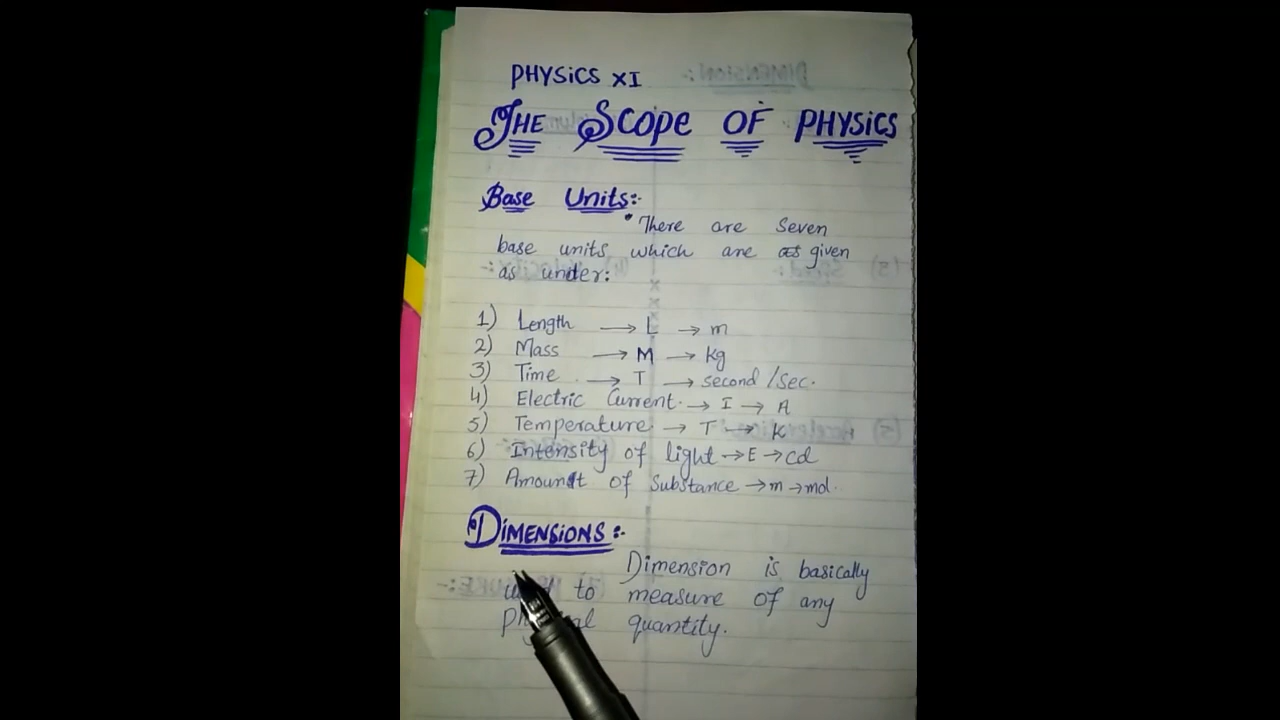 PHYSICS XI
THE SCOPE OF PHYSICS
Base Units:-
There are seven
base units which are as given
as under:
1) Length → L → m
2) Mass → M → kg
3) Time → T → second/sec.
4) Electric Current → I → A
5) Temperature → T → K
6) Intensity of light → E → cd
7) Amount of Substance → m → mol.
DIMENSIONS:-
Dimension is basically
to measure of any
quantity.